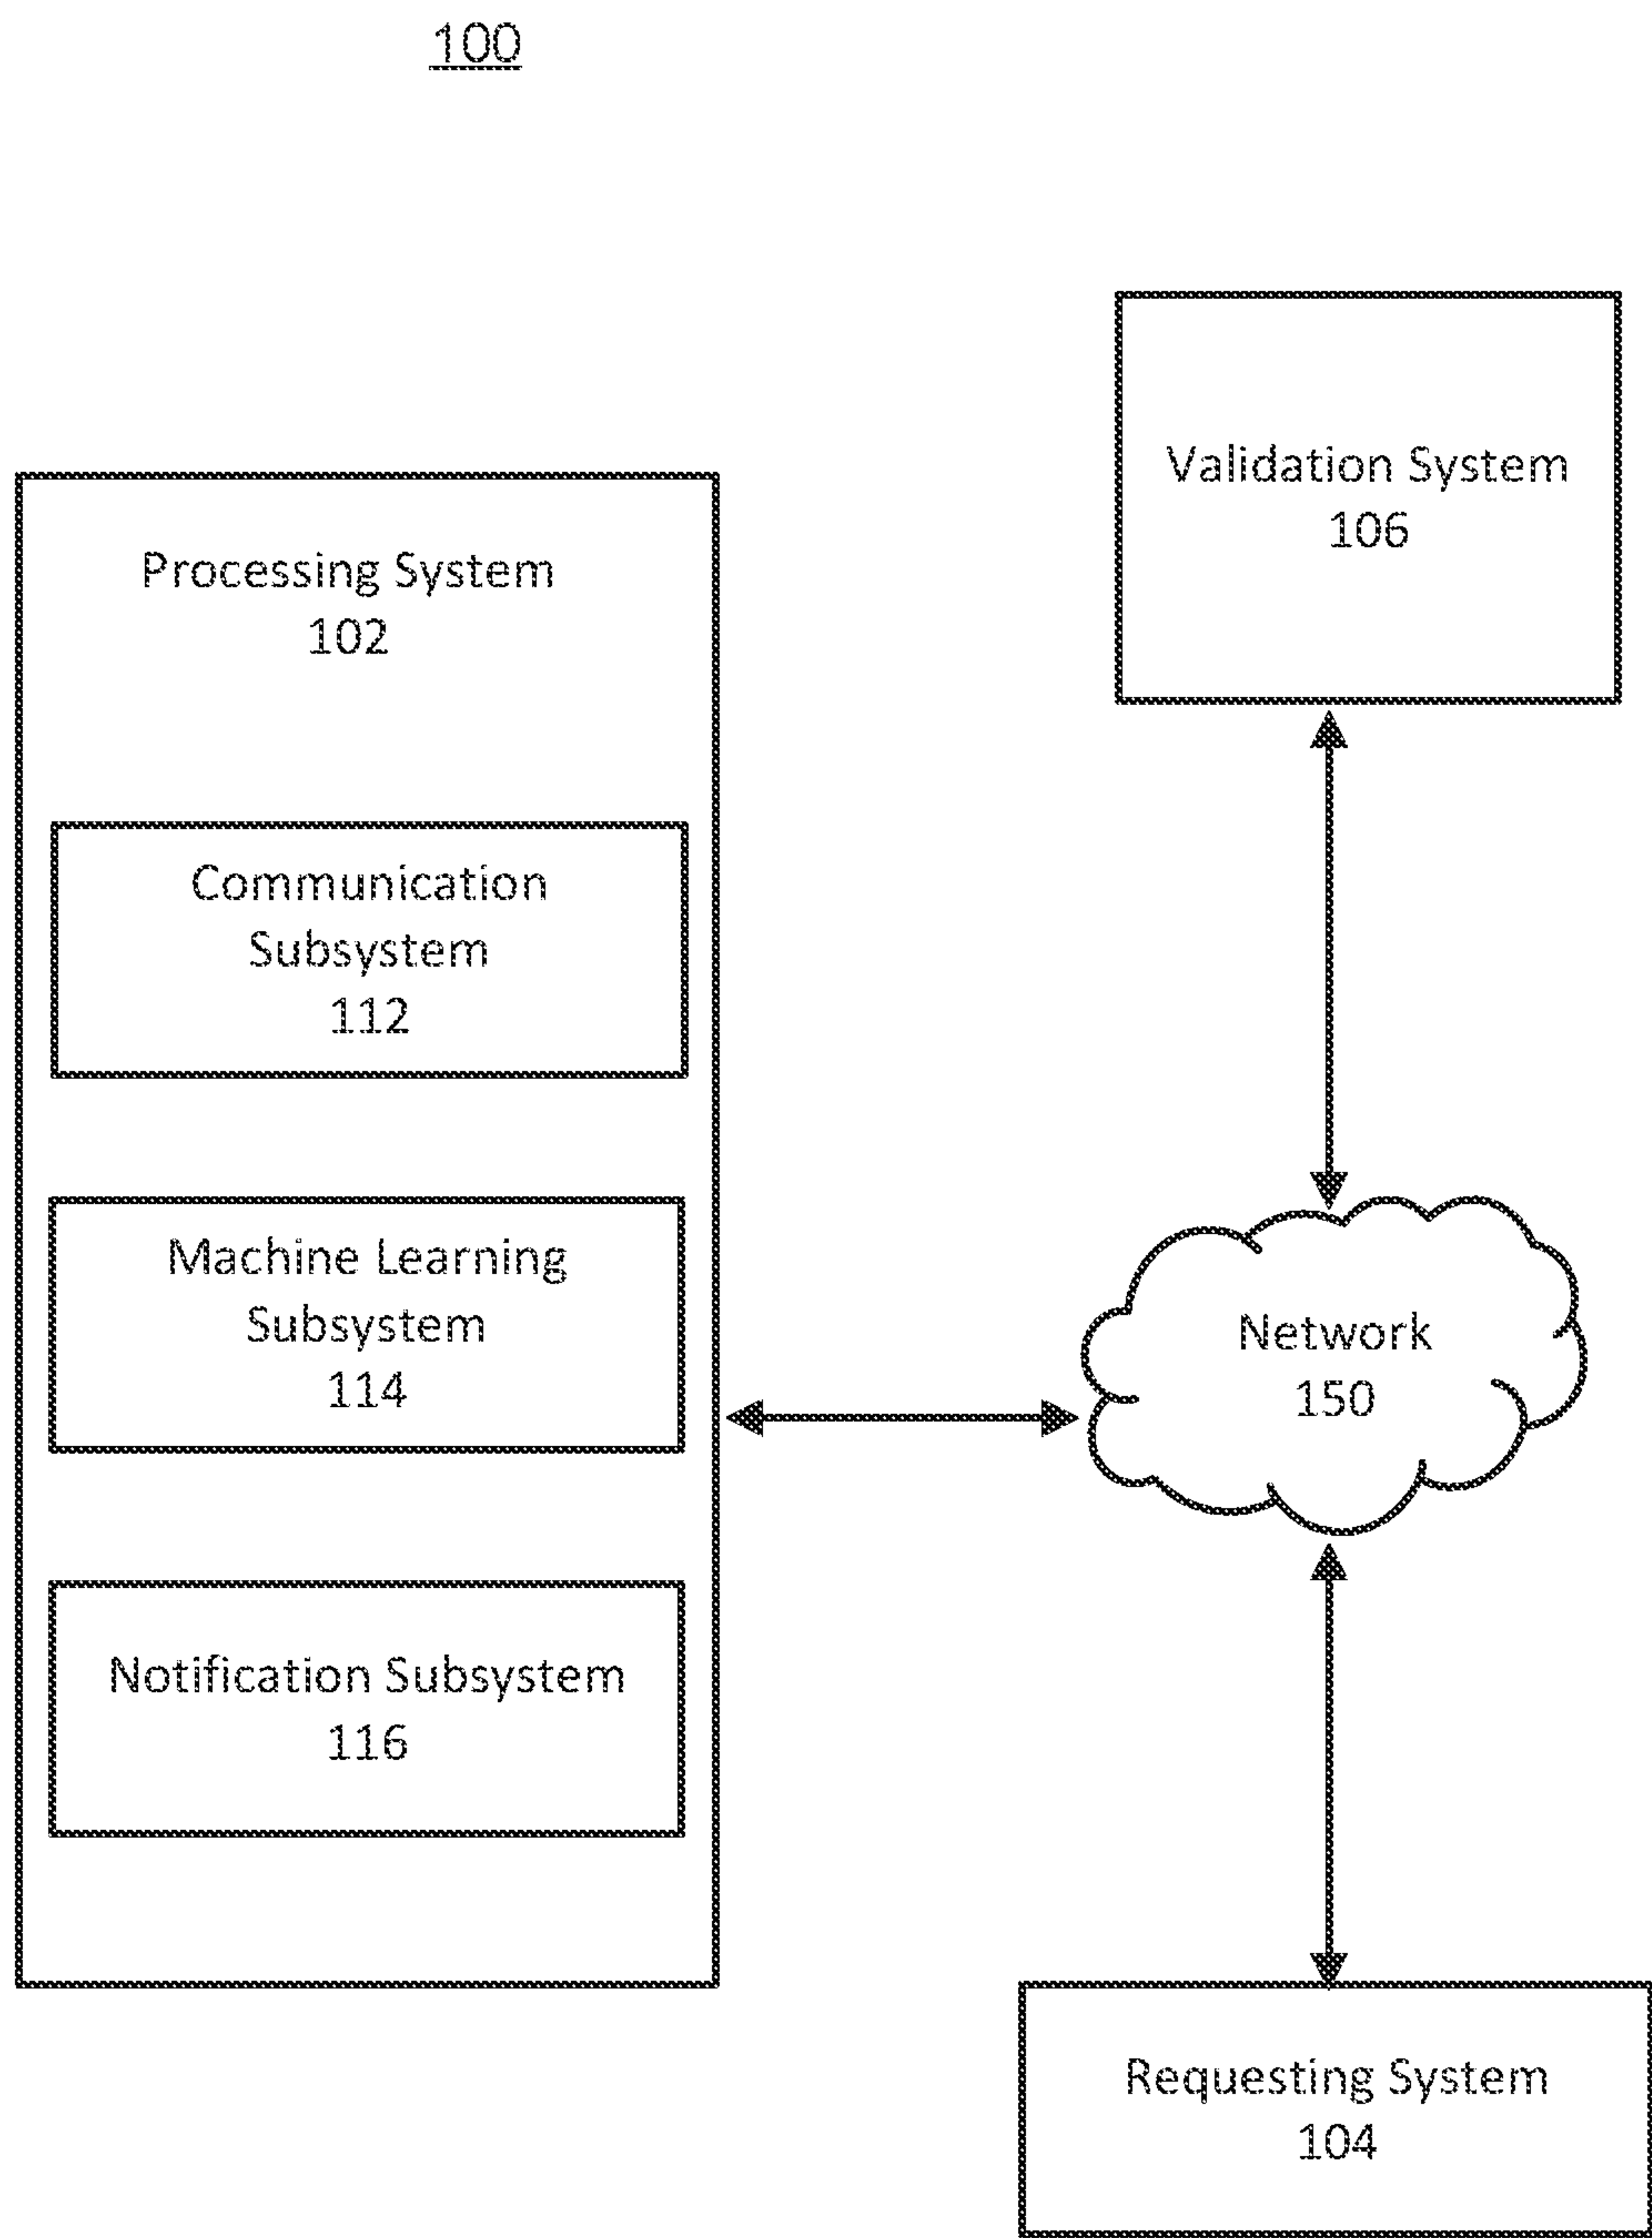 100
Processing System
102
Communication
Subsystem
112
Machine Learning
Subsystem
114
Notification Subsystem
116
Validation System
106
Network
150
Requesting System
104